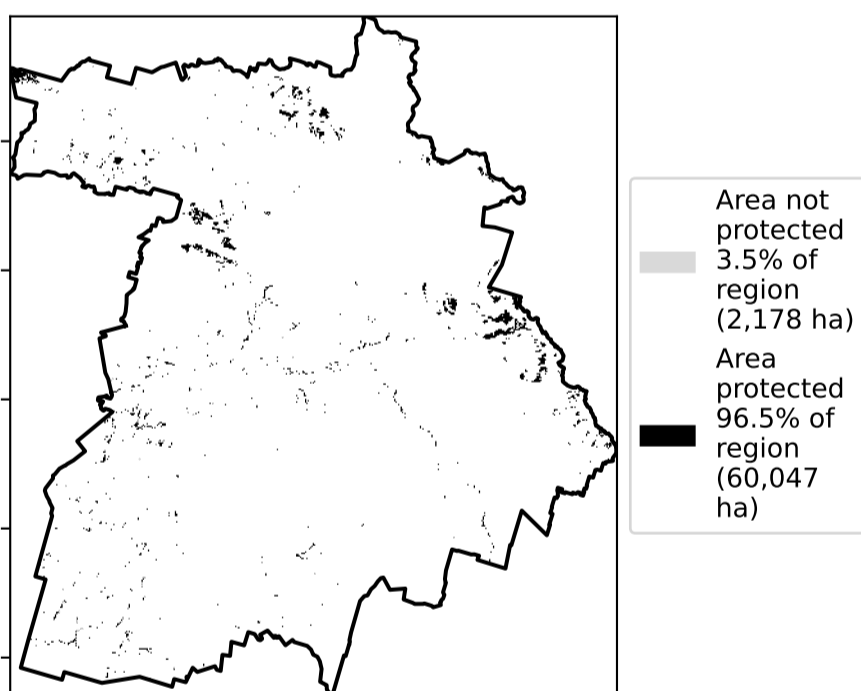 Area not
protected
3.5% of
region
(2,178 ha)
Area
protected
96.5% of
region
(60,047
ha)